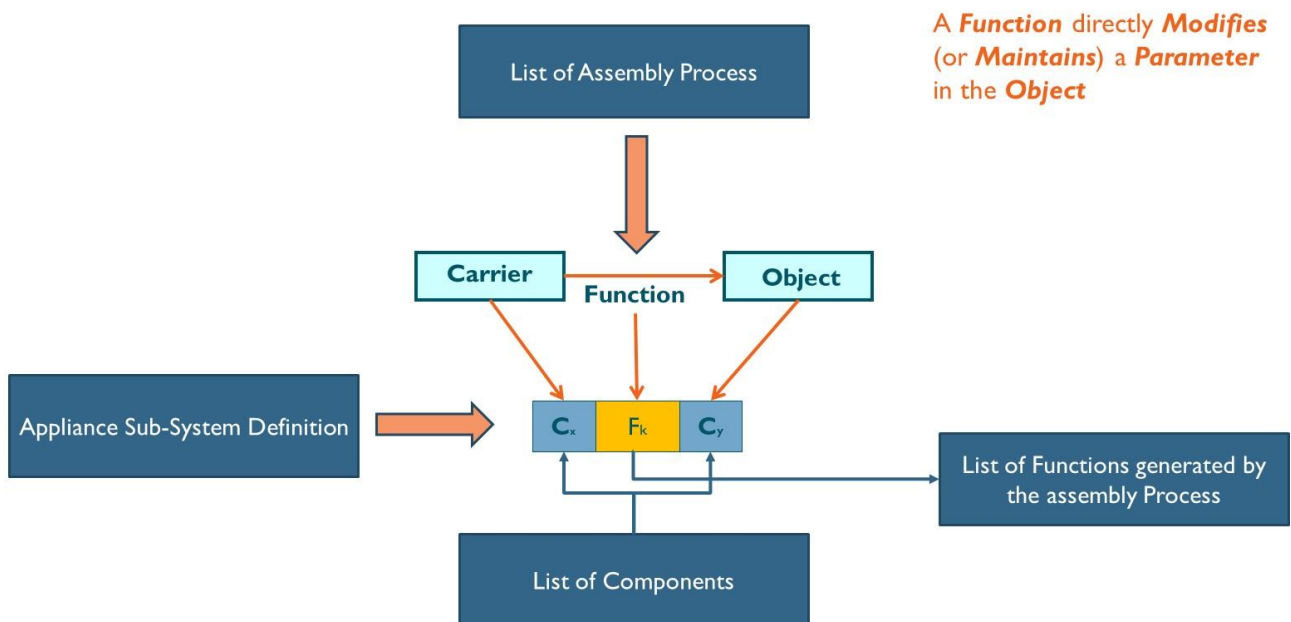 A Function directly Modifies
(or Maintains) a Parameter
in the Object
List of Assembly Process
Carrier
Function
Object
Appliance Sub-System Definition
Cx
Fk
Cy
List of Functions generated by
the assembly Process
List of Components